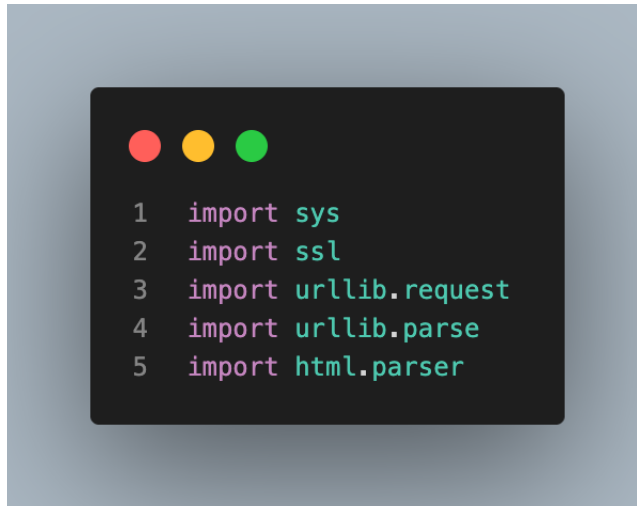 1 import sys
2 import ssl
3 import urllib.request
4 import urllib.parse
5 import html.parser